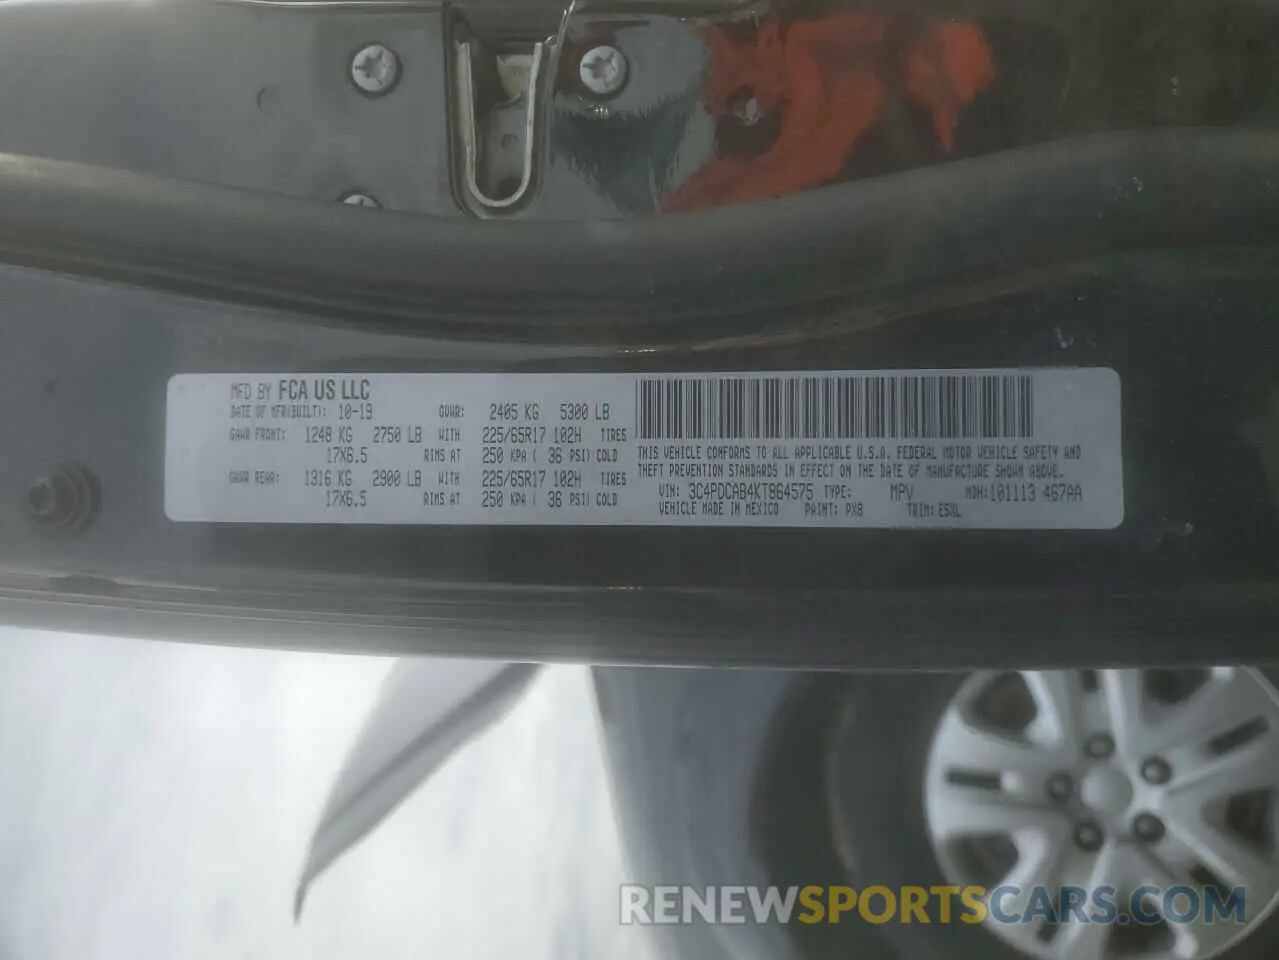 MFD BY FCA US LLC
DATE OF MFR(BUILT): 10-19 GVWR: 2405 KG 5300 LB
GAWR FRONT: 1248 KG 2750 LB WITH 225/65R17 102H TIRES
17X6.5 RIMS AT 250 KPA ( 36 PSI) COLD
GAWR REAR: 1316 KG 2900 LB WITH 225/65R17 102H TIRES
17X6.5 RIMS AT 250 KPA ( 36 PSI) COLD
THIS VEHICLE CONFORMS TO ALL APPLICABLE U.S.A. FEDERAL MOTOR VEHICLE SAFETY AND
THEFT PREVENTION STANDARDS IN EFFECT ON THE DATE OF MANUFACTURE SHOWN ABOVE.
VIN: 3C4PDCAB4KT864575 TYPE: MPV MDH: 101113 467AA
VEHICLE MADE IN MEXICO PAINT: PX8 TRIM: E5XL
RENEWSPORTSCARS.COM